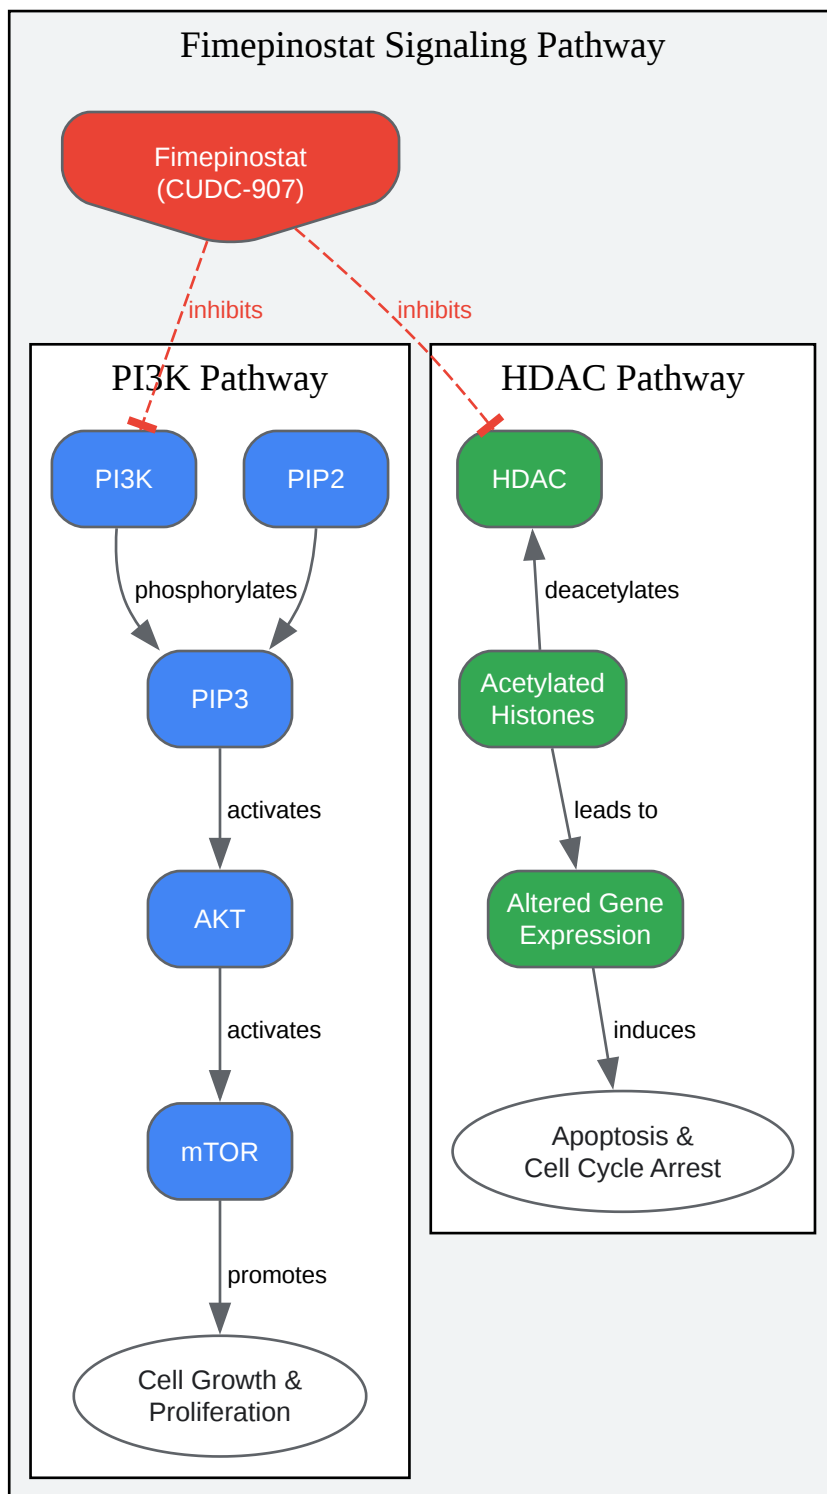 Fimepinostat Signaling Pathway
Fimepinostat
(CUDC-907)
inhibits
inhibits
PI3K Pathway
PI3K
PIP2
phosphorylates
PIP3
activates
AKT
activates
mTOR
promotes
Cell Growth &
Proliferation
HDAC Pathway
HDAC
deacetylates
Acetylated
Histones
leads to
Altered Gene
Expression
induces
Apoptosis &
Cell Cycle Arrest